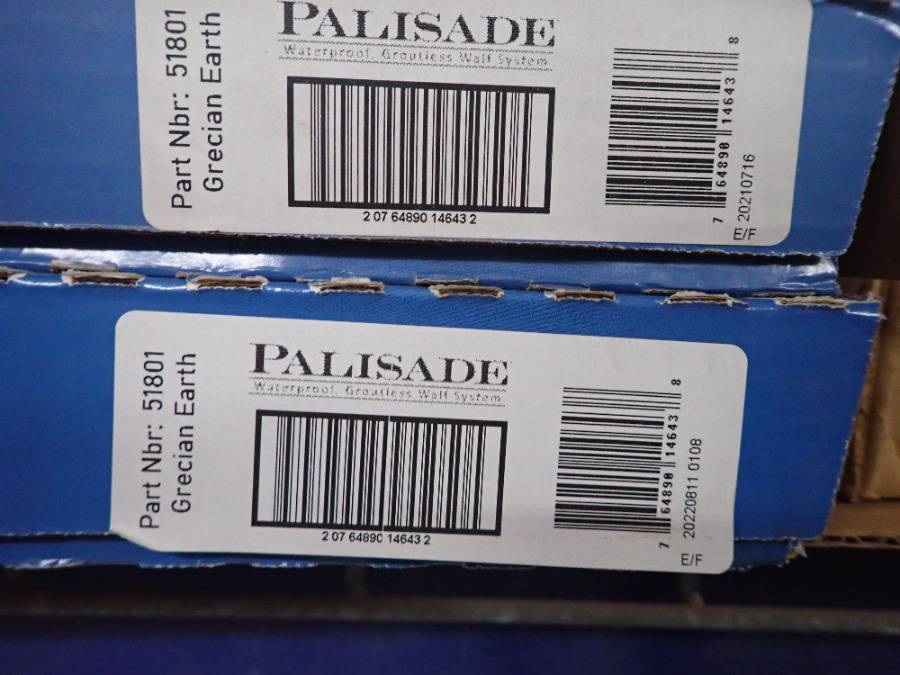 Part Nbr: 51801
Grecian Earth
PALISADE
Waterproof, Groutless Wall System
2 07 64890 14643 2
7 64890 14643 8
20210716
E/F
Part Nbr: 51801
Grecian Earth
PALISADE
Waterproof, Groutless Wall System
2 07 64890 14643 2
7 64890 14643 8
20220811 0108
E/F